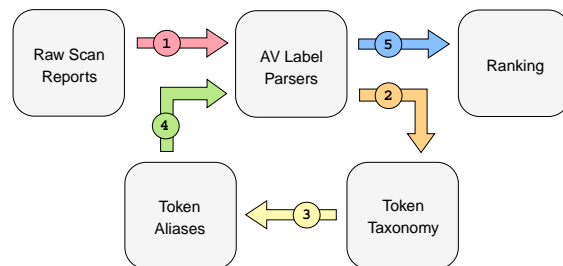 Raw Scan
Reports
1
AV Label
Parsers
5
Ranking
2
4
Token
Aliases
3
Token
Taxonomy